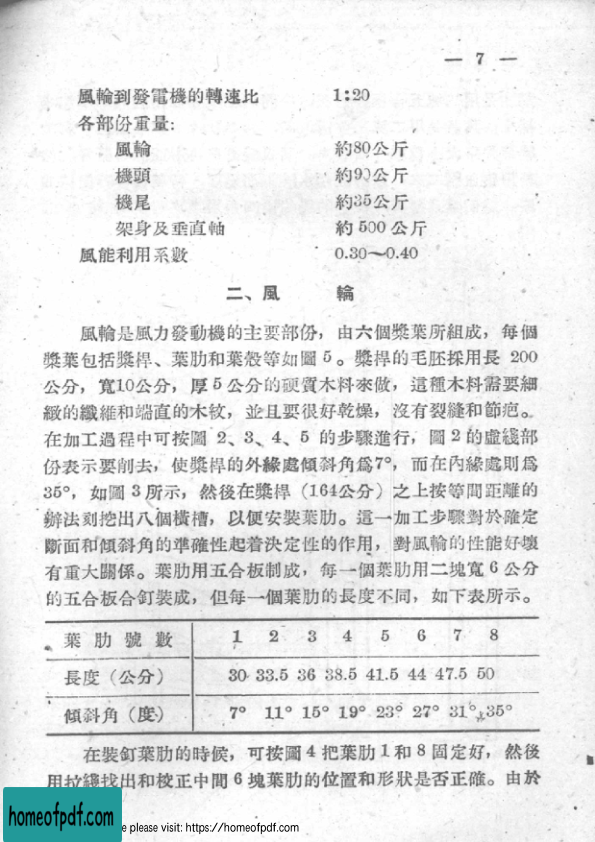 — 7 —
風輪到發電機的轉速比 1:20
各部份重量:
風輪 約80公斤
機頭 約90公斤
機尾 約35公斤
架身及垂直軸 約500公斤
風能利用系數 0.30~0.40
二、風 輪
風輪是風力發動機的主要部份，由六個槳葉所組成，每個
槳葉包括槳桿、葉肋和葉殼等如圖5。槳桿的毛胚採用長 200
公分，寬10公分，厚5公分的硬質木料來做，這種木料需要細
緻的纖維和端直的木紋，並且要很好乾燥，沒有裂縫和節疤。
在加工過程中可按圖 2、3、4、5 的步驟進行，圖2的虛綫部
份表示要削去，使槳桿的外緣處傾斜角爲7°，而在內緣處則爲
35°，如圖3所示，然後在槳桿（164公分）之上按等間距離的
辦法刻挖出八個橫槽，以便安裝葉肋。這一加工步驟對於確定
斷面和傾斜角的準確性起着決定性的作用，對風輪的性能好壞
有重大關係。葉肋用五合板制成，每一個葉肋用二塊寬6公分
的五合板合釘裝成，但每一個葉肋的長度不同，如下表所示。
葉肋號數 1 2 3 4 5 6 7 8
長度（公分） 30 33.5 36 38.5 41.5 44 47.5 50
傾斜角（度） 7° 11° 15° 19° 23° 27° 31° 35°
在裝釘葉肋的時候，可按圖4把葉肋1和8固定好，然後
用拉綫找出和校正中間6塊葉肋的位置和形狀是否正確。由於
homeofpdf.com
e please visit: https://homeofpdf.com